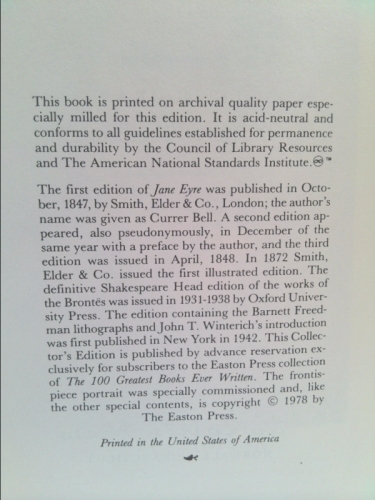 This book is printed on archival quality paper espe-
cially milled for this edition. It is acid-neutral and
conforms to all guidelines established for permanence
and durability by the Council of Library Resources
and The American National Standards Institute.♾™
The first edition of Jane Eyre was published in Octo-
ber, 1847, by Smith, Elder & Co., London; the author's
name was given as Currer Bell. A second edition ap-
peared, also pseudonymously, in December of the
same year with a preface by the author, and the third
edition was issued in April, 1848. In 1872 Smith,
Elder & Co. issued the first illustrated edition. The
definitive Shakespeare Head edition of the works of
the Brontës was issued in 1931-1938 by Oxford Univer-
sity Press. The edition containing the Barnett Freed-
man lithographs and John T. Winterich's introduction
was first published in New York in 1942. This Collec-
tor's Edition is published by advance reservation ex-
clusively for subscribers to the Easton Press collection
of The 100 Greatest Books Ever Written. The frontis-
piece portrait was specially commissioned and, like
the other special contents, is copyright © 1978 by
The Easton Press.
Printed in the United States of America